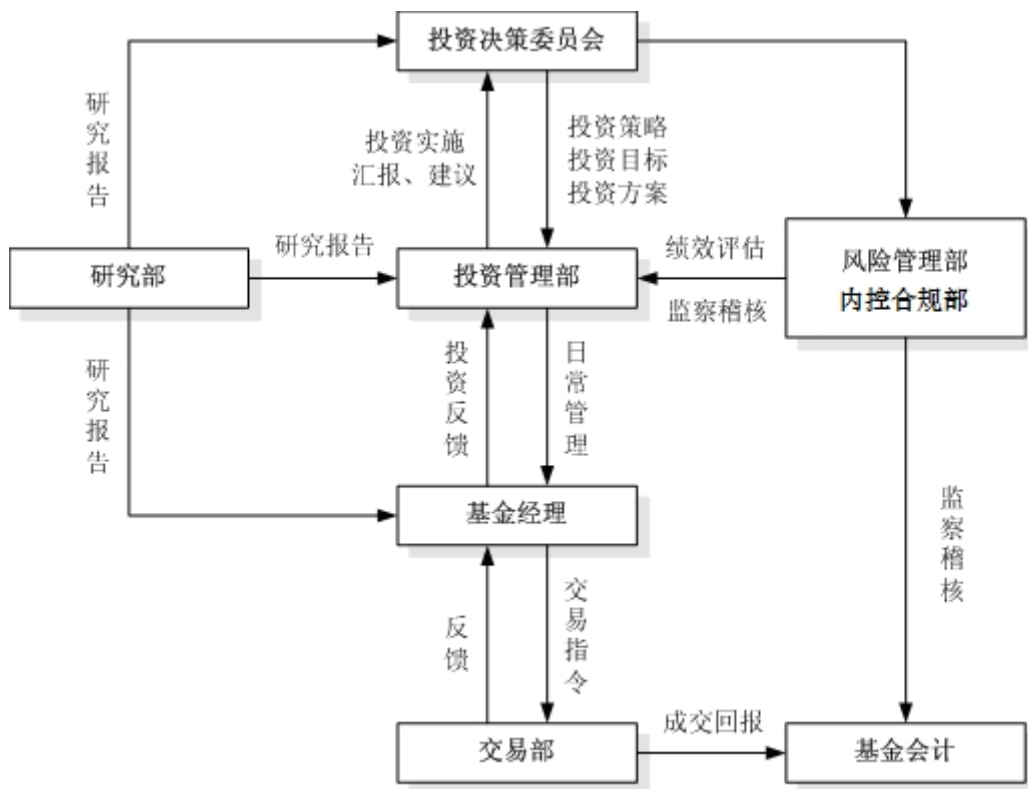 投资决策委员会
研究报告
投资实施
汇报、建议
投资策略
投资目标
投资方案
研究部
研究报告
投资管理部
绩效评估
监察稽核
风险管理部
内控合规部
研究报告
投资反馈
日常管理
基金经理
监察稽核
反馈
交易指令
交易部
成交回报
基金会计